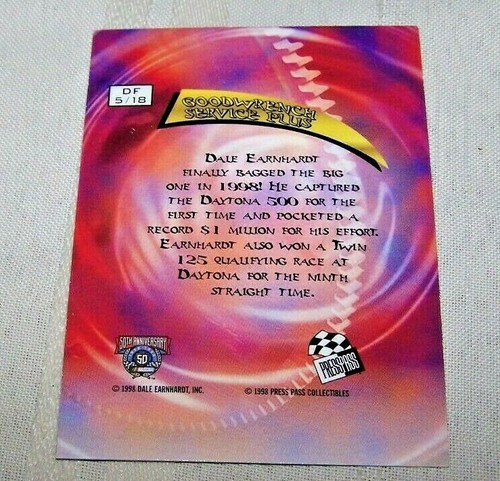 DF
5/18
GOODWRENCH
SERVICE PLUS
DALE EARNHARDT
FINALLY BAGGED THE BIG
ONE IN 1998! HE CAPTURED
THE DAYTONA 500 FOR THE
FIRST TIME AND POCKETED A
RECORD $1 MILLION FOR HIS EFFORT.
EARNHARDT ALSO WON A TWIN
125 QUALIFYING RACE AT
DAYTONA FOR THE NINTH
STRAIGHT TIME.
50TH ANNIVERSARY
50
NASCAR
PRESS PASS
© 1998 DALE EARNHARDT, INC.
© 1998 PRESS PASS COLLECTIBLES